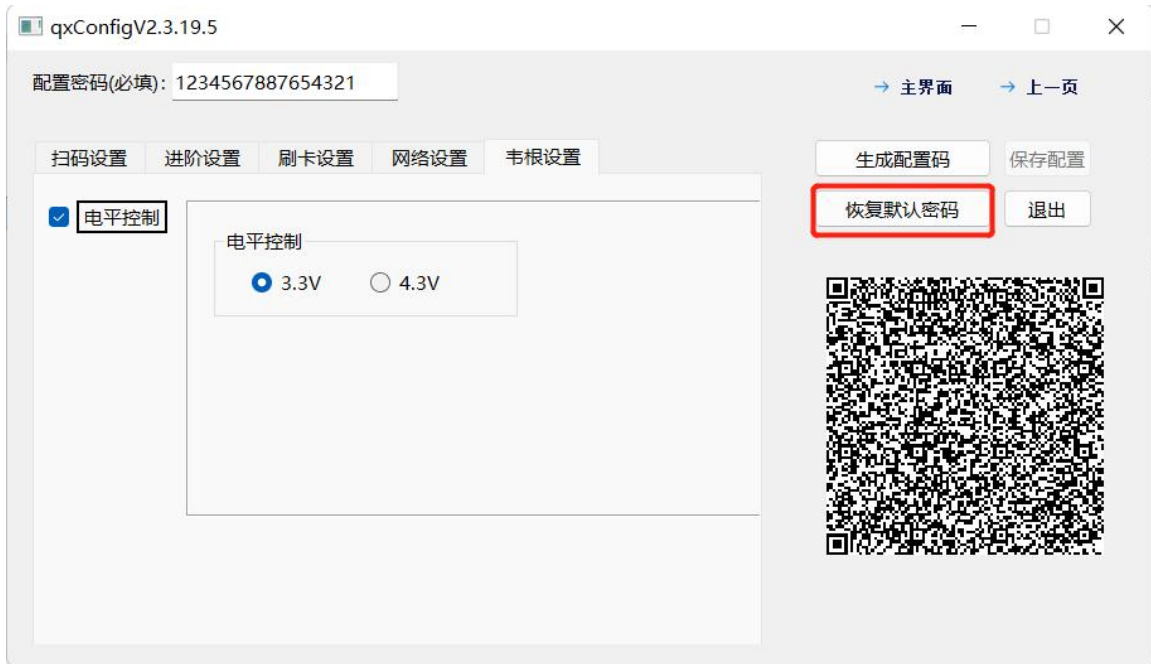 qxConfigV2.3.19.5
配置密码(必填): 1234567887654321
→ 主界面
→ 上一页
扫码设置
进阶设置
刷卡设置
网络设置
韦根设置
生成配置码
保存配置
恢复默认密码
退出
电平控制
电平控制
3.3V
4.3V